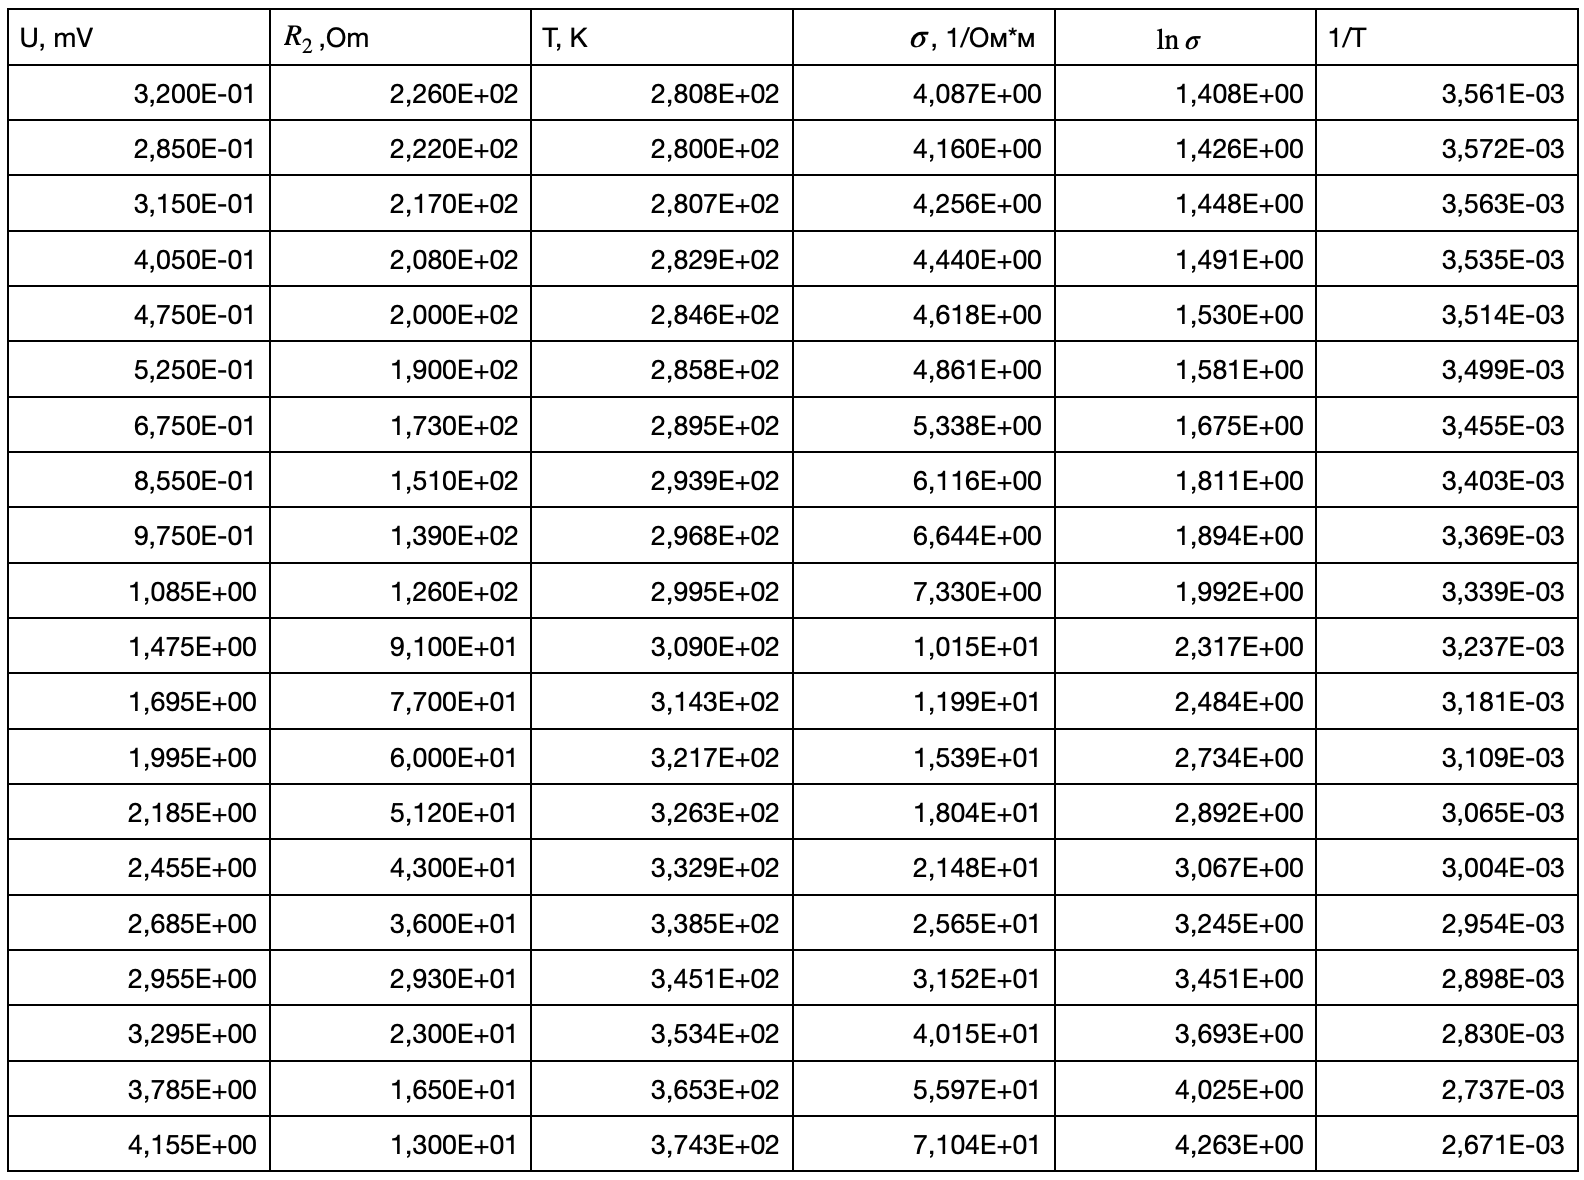 U, mV R₂ ,Om T, K σ, 1/Ом*м ln σ 1/T
3,200E-01 2,260E+02 2,808E+02 4,087E+00 1,408E+00 3,561E-03
2,850E-01 2,220E+02 2,800E+02 4,160E+00 1,426E+00 3,572E-03
3,150E-01 2,170E+02 2,807E+02 4,256E+00 1,448E+00 3,563E-03
4,050E-01 2,080E+02 2,829E+02 4,440E+00 1,491E+00 3,535E-03
4,750E-01 2,000E+02 2,846E+02 4,618E+00 1,530E+00 3,514E-03
5,250E-01 1,900E+02 2,858E+02 4,861E+00 1,581E+00 3,499E-03
6,750E-01 1,730E+02 2,895E+02 5,338E+00 1,675E+00 3,455E-03
8,550E-01 1,510E+02 2,939E+02 6,116E+00 1,811E+00 3,403E-03
9,750E-01 1,390E+02 2,968E+02 6,644E+00 1,894E+00 3,369E-03
1,085E+00 1,260E+02 2,995E+02 7,330E+00 1,992E+00 3,339E-03
1,475E+00 9,100E+01 3,090E+02 1,015E+01 2,317E+00 3,237E-03
1,695E+00 7,700E+01 3,143E+02 1,199E+01 2,484E+00 3,181E-03
1,995E+00 6,000E+01 3,217E+02 1,539E+01 2,734E+00 3,109E-03
2,185E+00 5,120E+01 3,263E+02 1,804E+01 2,892E+00 3,065E-03
2,455E+00 4,300E+01 3,329E+02 2,148E+01 3,067E+00 3,004E-03
2,685E+00 3,600E+01 3,385E+02 2,565E+01 3,245E+00 2,954E-03
2,955E+00 2,930E+01 3,451E+02 3,152E+01 3,451E+00 2,898E-03
3,295E+00 2,300E+01 3,534E+02 4,015E+01 3,693E+00 2,830E-03
3,785E+00 1,650E+01 3,653E+02 5,597E+01 4,025E+00 2,737E-03
4,155E+00 1,300E+01 3,743E+02 7,104E+01 4,263E+00 2,671E-03